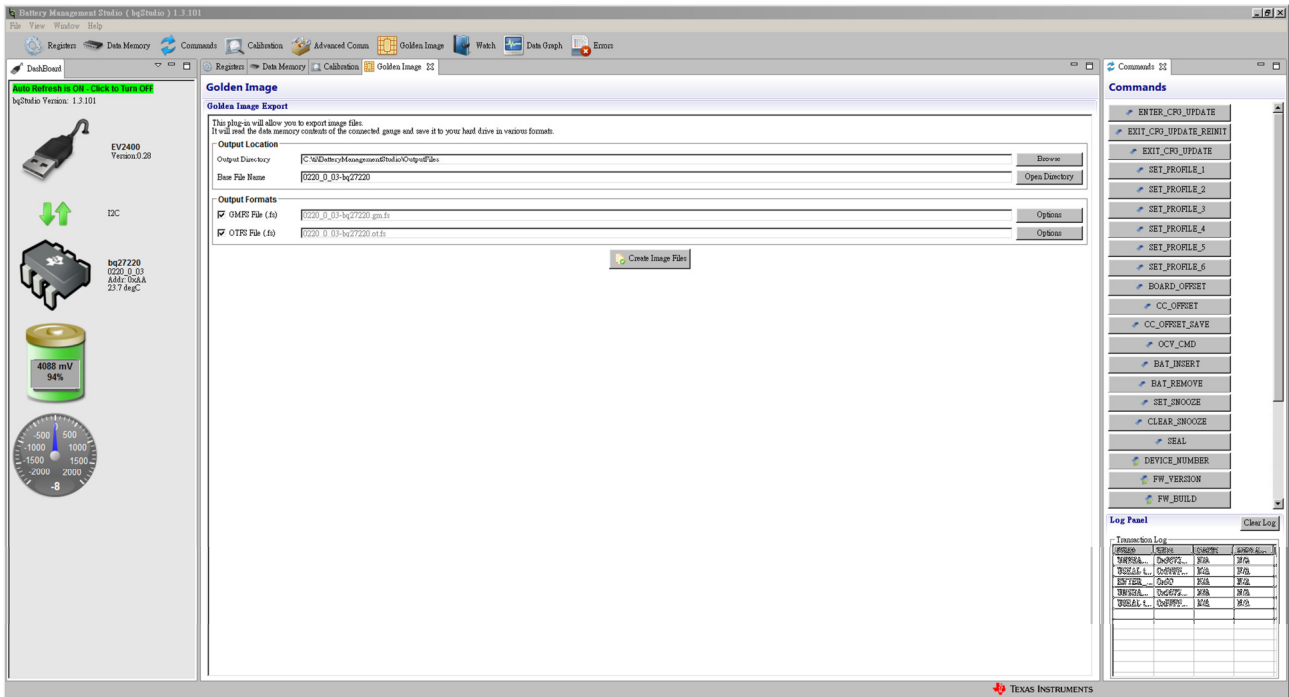 Battery Management Studio ( bqStudio ) 1.3.101
File View Window Help
Registers Data Memory Commands Calibration Advanced Comm Golden Image Watch Data Graph Errors
DashBoard
Auto Refresh is ON - Click to Turn OFF
bqStudio Version: 1.3.101
EV2400
Version:0.28
I2C
bq27220
0220_0_03
Addr: 0xAA
23.7 degC
4088 mV
94%
0
-500 500
-1000 1000
-1500 1500
-2000 2000
-8
Registers Data Memory Calibration Golden Image
Golden Image
Golden Image Export
This plug-in will allow you to export image files.
It will read the data memory contents of the connected gauge and save it to your hard drive in various formats.
Output Location
Output Directory C:\ti\BatteryManagementStudio\OutputFiles Browse
Base File Name 0220_0_03-bq27220 Open Directory
Output Formats
GMFS File (.fs) 0220_0_03-bq27220.gm.fs Options
OTFS File (.fs) 0220_0_03-bq27220.ot.fs Options
Create Image Files
Commands
Commands
ENTER_CFG_UPDATE
EXIT_CFG_UPDATE_REINIT
EXIT_CFG_UPDATE
SET_PROFILE_1
SET_PROFILE_2
SET_PROFILE_3
SET_PROFILE_4
SET_PROFILE_5
SET_PROFILE_6
BOARD_OFFSET
CC_OFFSET
CC_OFFSET_SAVE
OCV_CMD
BAT_INSERT
BAT_REMOVE
SET_SNOOZE
CLEAR_SNOOZE
SEAL
DEVICE_NUMBER
FW_VERSION
FW_BUILD
Log Panel Clear Log
Transaction Log
N/A N/A
N/A N/A
N/A N/A
N/A N/A
N/A N/A
TEXAS INSTRUMENTS